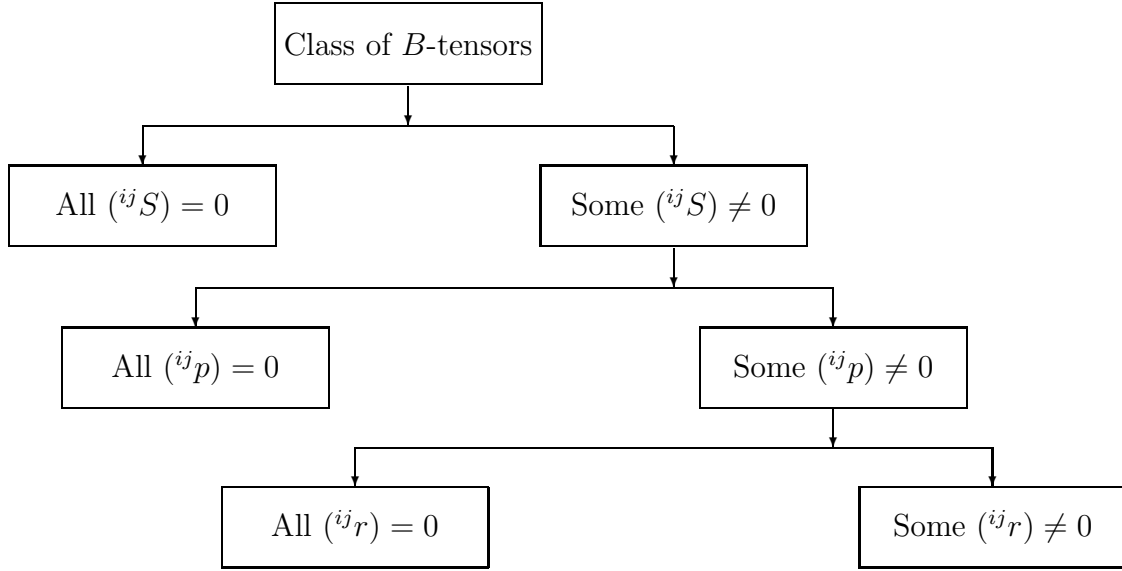 Class of B-tensors
All (^{ij}S) = 0
Some (^{ij}S) ≠ 0
All (^{ij}p) = 0
Some (^{ij}p) ≠ 0
All (^{ij}r) = 0
Some (^{ij}r) ≠ 0